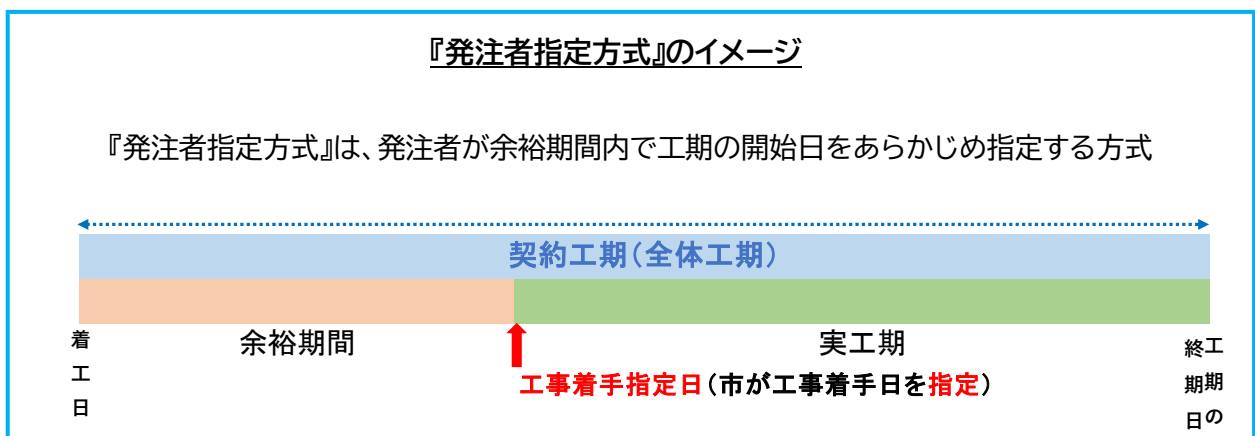 『発注者指定方式』のイメージ
『発注者指定方式』は、発注者が余裕期間内で工期の開始日をあらかじめ指定する方式
契約工期(全体工期)
余裕期間
実工期
工事着手指定日(市が工事着手日を指定)
着工日
工期の
終期日